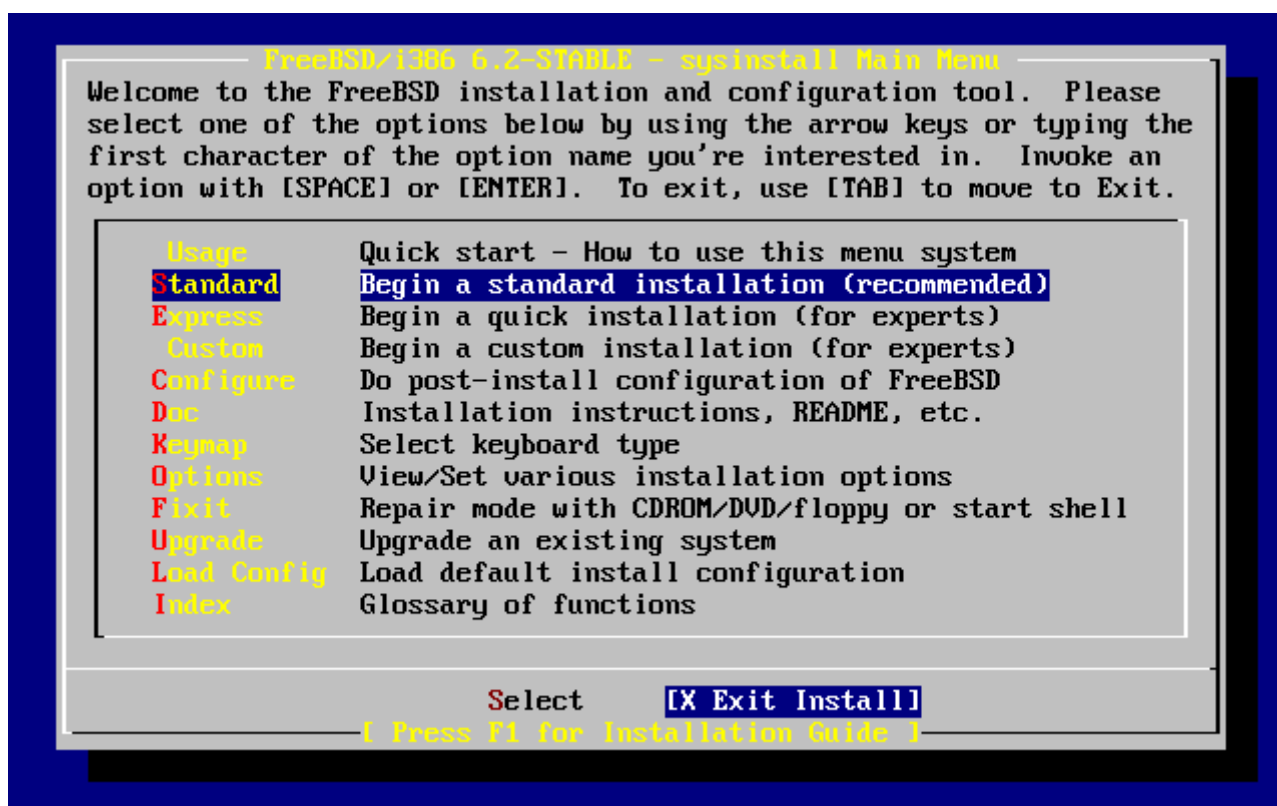 FreeBSD/i386 6.2-STABLE - sysinstall Main Menu
Welcome to the FreeBSD installation and configuration tool.  Please
select one of the options below by using the arrow keys or typing the
first character of the option name you're interested in.  Invoke an
option with [SPACE] or [ENTER].  To exit, use [TAB] to move to Exit.
Usage Quick start - How to use this menu system
Standard Begin a standard installation (recommended)
Express Begin a quick installation (for experts)
Custom Begin a custom installation (for experts)
Configure Do post-install configuration of FreeBSD
Doc Installation instructions, README, etc.
Keymap Select keyboard type
Options View/Set various installation options
Fixit Repair mode with CDROM/DVD/floppy or start shell
Upgrade Upgrade an existing system
Load Config Load default install configuration
Index Glossary of functions
Select [X Exit Install]
[ Press F1 for Installation Guide ]